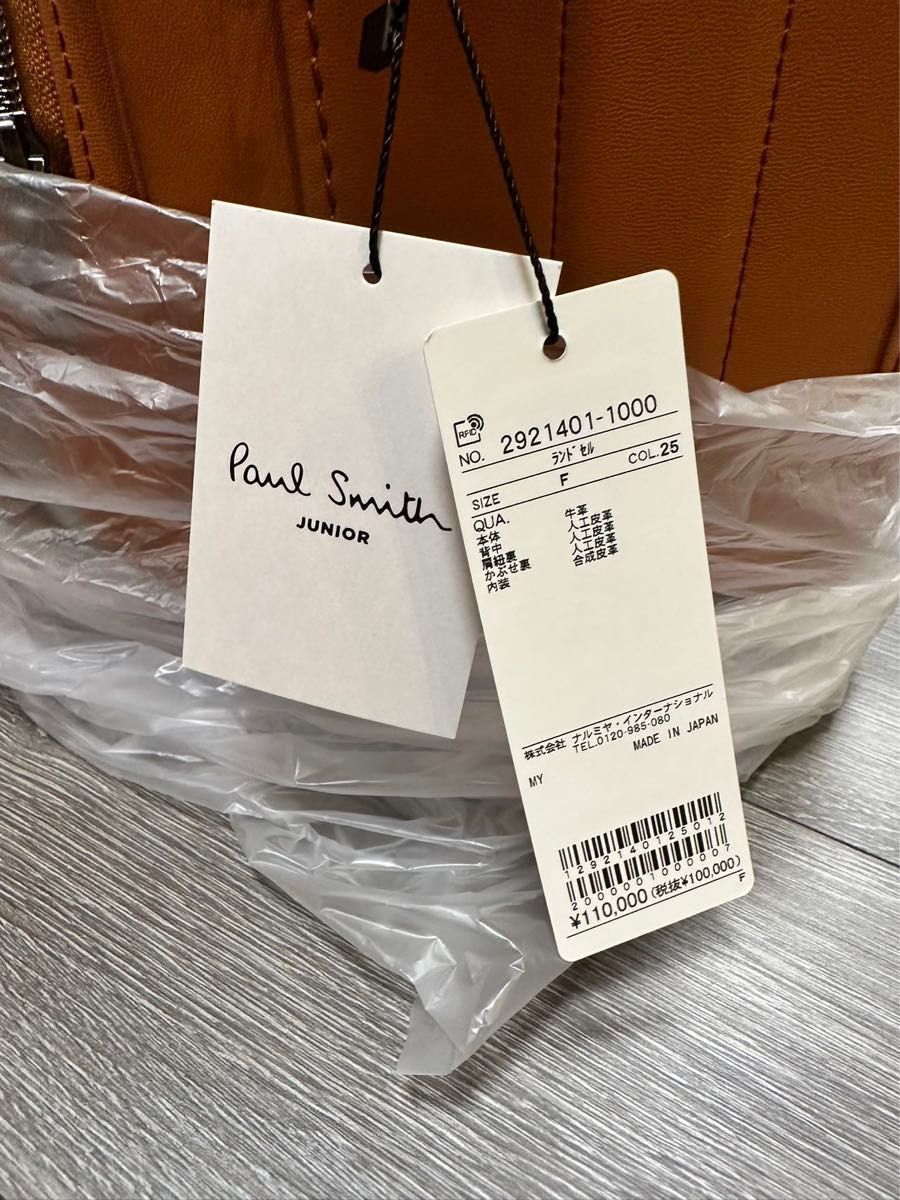 Paul Smith
JUNIOR
RFID
NO. 2921401-1000
ﾗﾝﾄﾞｾﾙ
COL.25
SIZE F
QUA.
本体 牛革
背中 人工皮革
肩紐裏 人工皮革
かぶせ裏 人工皮革
内装 合成皮革
株式会社 ナルミヤ・インターナショナル
TEL.0120-985-080
MADE IN JAPAN
MY
1292140125012
2000001000007
¥110,000(税抜¥100,000)
F